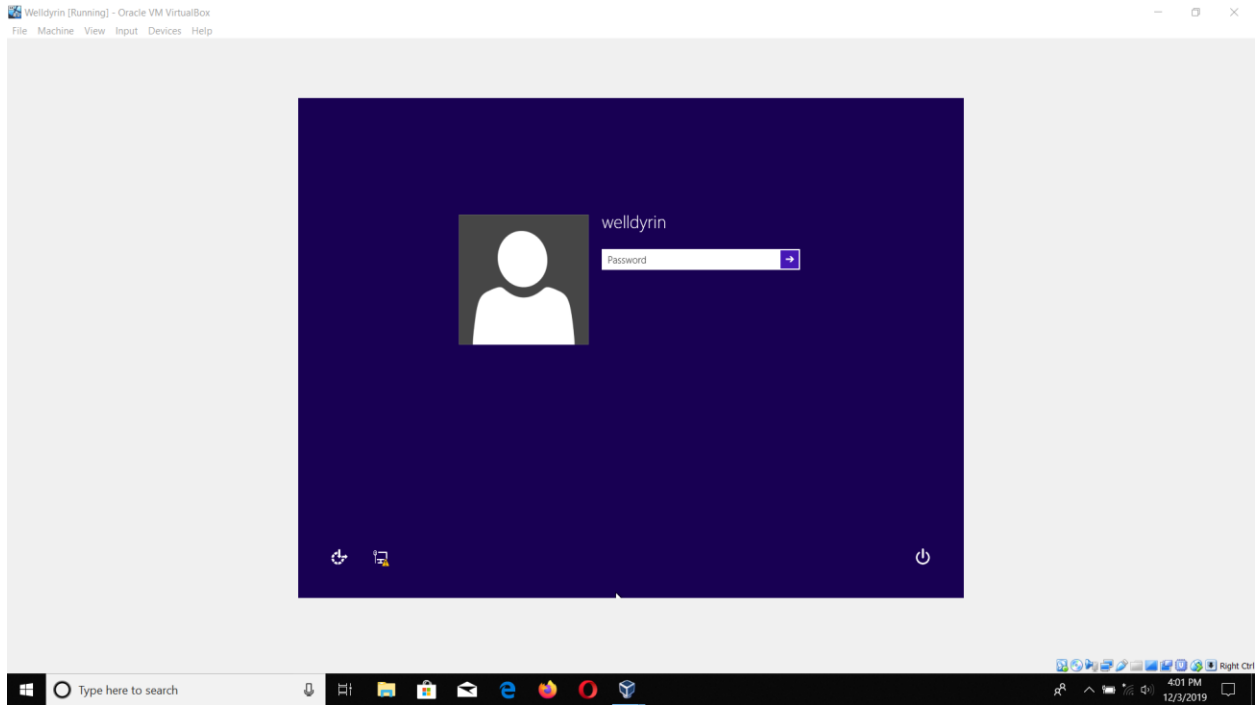 Welldyrin [Running] - Oracle VM VirtualBox
File Machine View Input Devices Help
welldyrin
Password
Right Ctrl
Type here to search
4:01 PM
12/3/2019